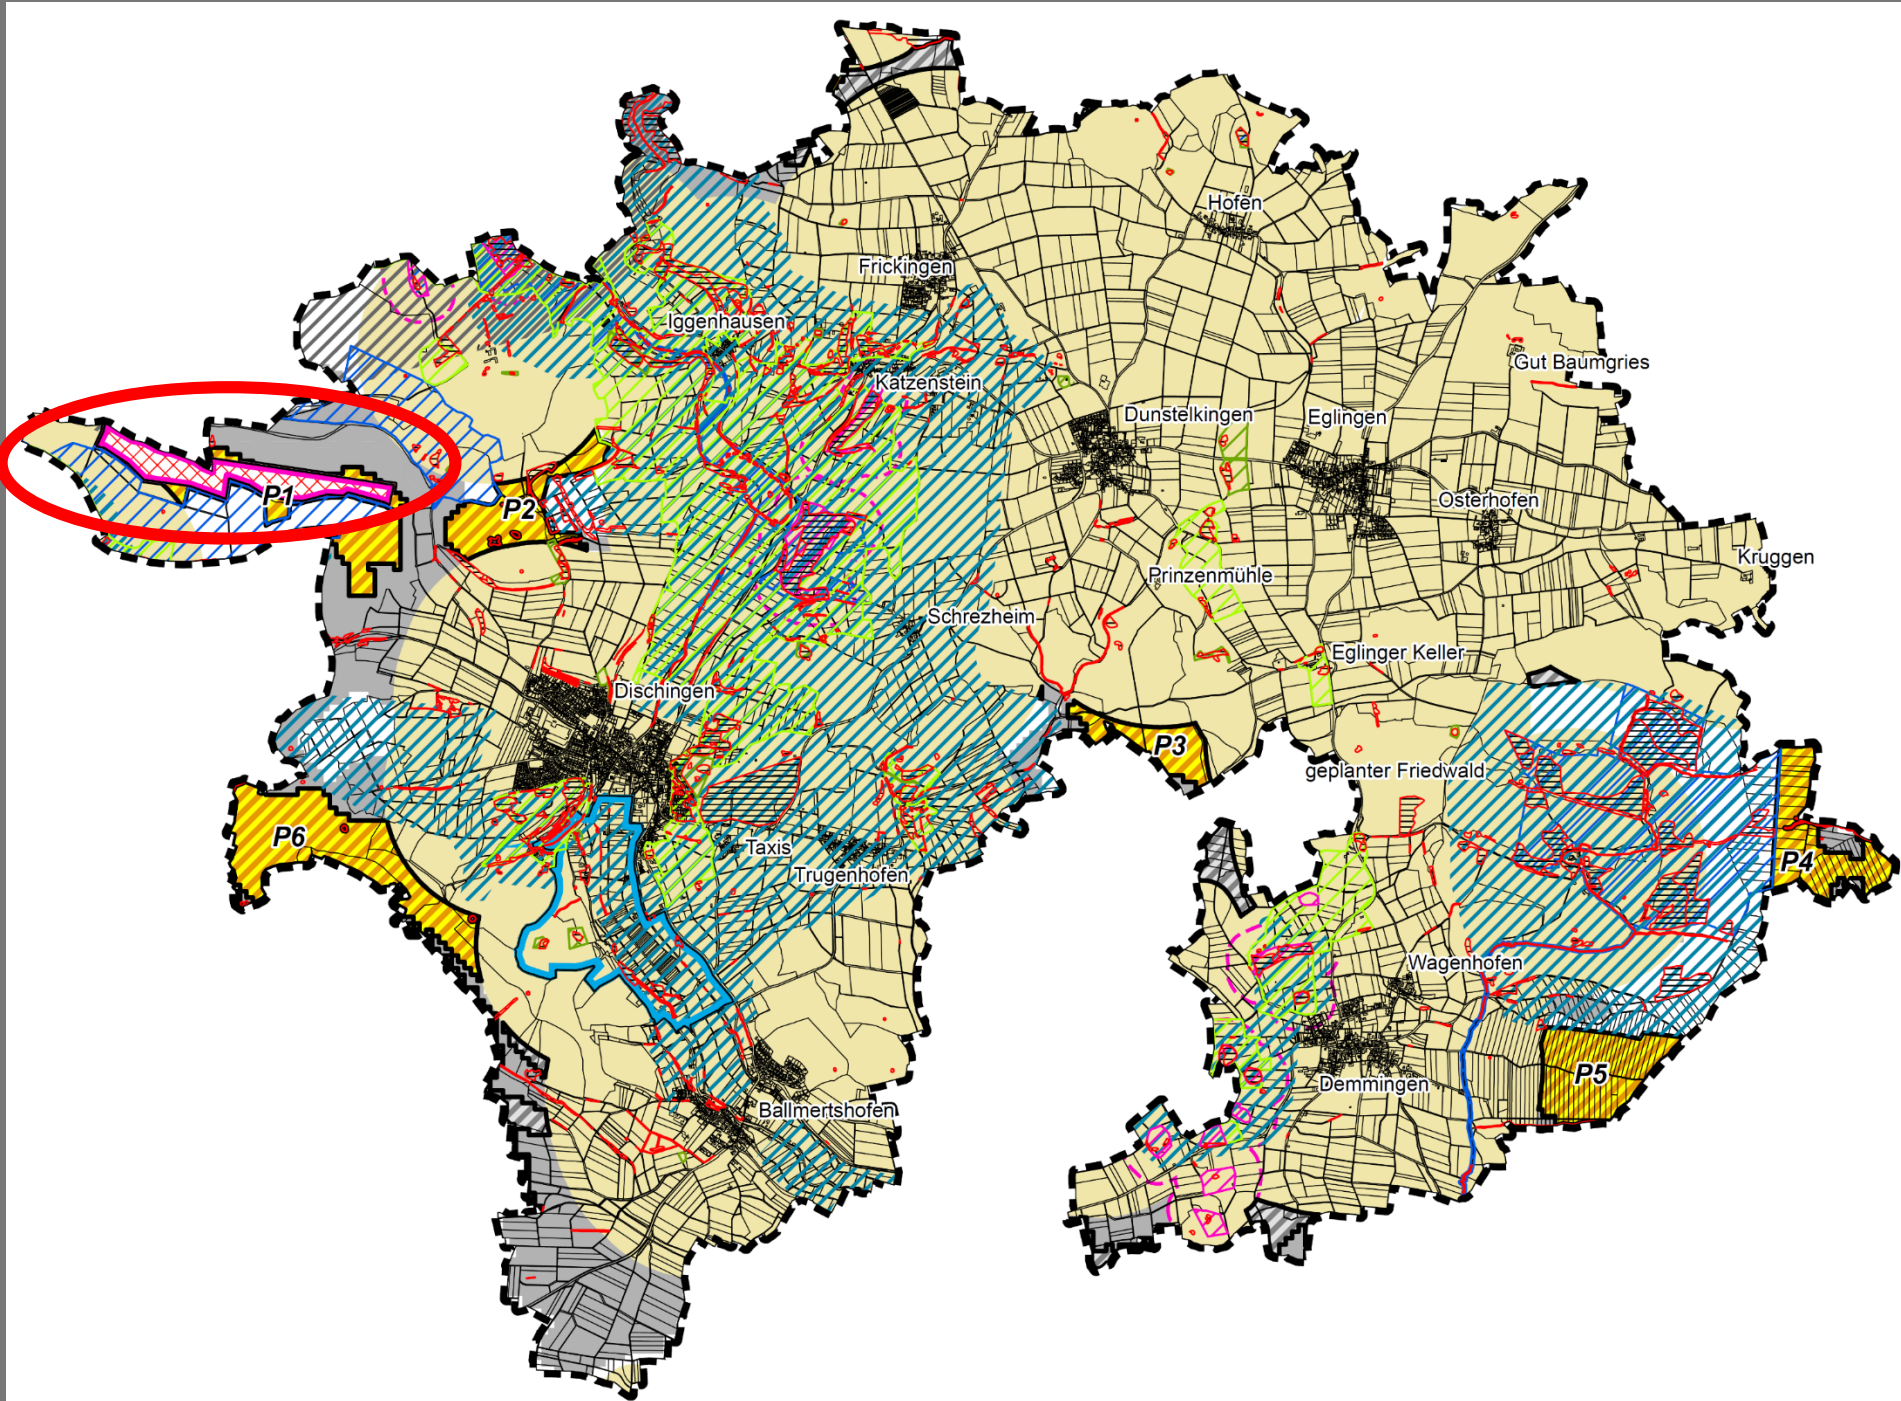 Hofen
Frickingen
Iggenhausen
Gut Baumgries
Katzenstein
Dunstelkingen
Eglingen
P1
P2
Osterhofen
Kruggen
Prinzenmühle
Schrezheim
Eglinger Keller
Dischingen
P3
geplanter Friedwald
P6
Taxis
P4
Trugenhofen
Wagenhofen
P5
Demmingen
Ballmertshofen